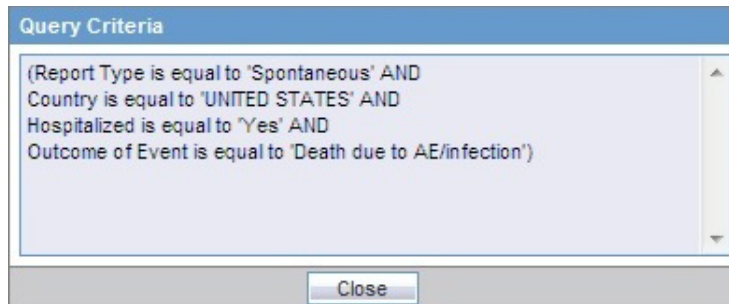 Query Criteria
(Report Type is equal to 'Spontaneous' AND
Country is equal to 'UNITED STATES' AND
Hospitalized is equal to 'Yes' AND
Outcome of Event is equal to 'Death due to AE/infection')
Close